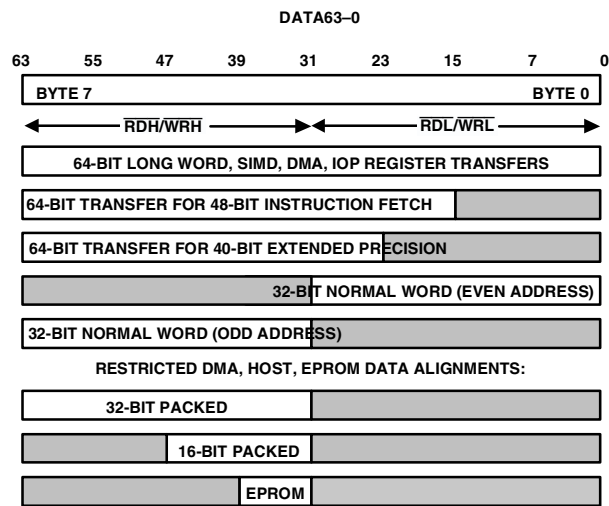 DATA63–0
63 55 47 39 31 23 15 7 0
BYTE 7 BYTE 0
RDH/WRH RDL/WRL
64-BIT LONG WORD, SIMD, DMA, IOP REGISTER TRANSFERS
64-BIT TRANSFER FOR 48-BIT INSTRUCTION FETCH
64-BIT TRANSFER FOR 40-BIT EXTENDED PRECISION
32-BIT NORMAL WORD (EVEN ADDRESS)
32-BIT NORMAL WORD (ODD ADDRESS)
RESTRICTED DMA, HOST, EPROM DATA ALIGNMENTS:
32-BIT PACKED
16-BIT PACKED
EPROM